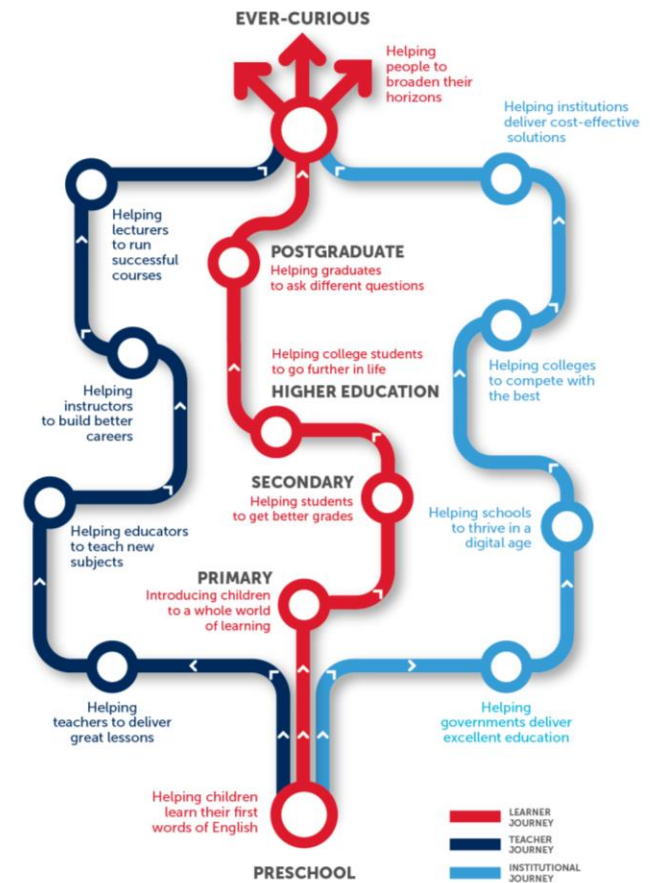 EVER-CURIOUS
Helping
people to
broaden their
horizons
Helping institutions
deliver cost-effective
solutions
Helping
lecturers
to run
successful
courses
POSTGRADUATE
Helping graduates
to ask different questions
Helping college students
to go further in life
HIGHER EDUCATION
Helping colleges
to compete with
the best
Helping
instructors
to build better
careers
SECONDARY
Helping students
to get better grades
Helping schools
to thrive in a
digital age
Helping educators
to teach new
subjects
PRIMARY
Introducing children
to a whole world
of learning
Helping
teachers to deliver
great lessons
Helping
governments deliver
excellent education
Helping children
learn their first
words of English
PRESCHOOL
LEARNER
JOURNEY
TEACHER
JOURNEY
INSTITUTIONAL
JOURNEY